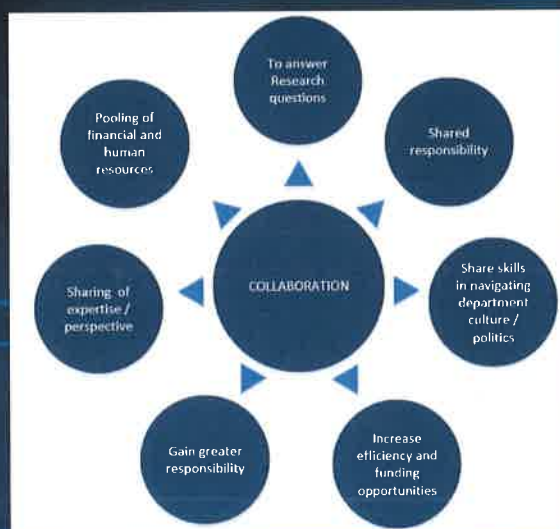 To answer
Research
questions
Shared
responsibility
Share skills
in navigating
department
culture /
politics
Increase
efficiency and
funding
opportunities
Gain greater
responsibility
Sharing of
expertise /
perspective
Pooling of
financial and
human
resources
COLLABORATION